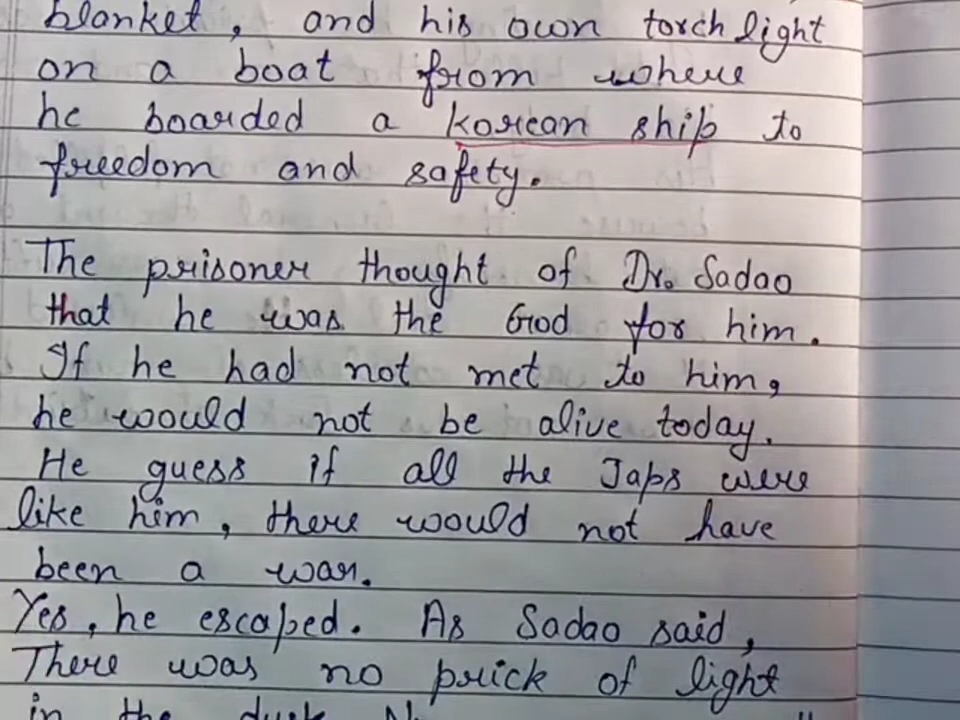 blanket, and his own torch light
on a boat from where
he boarded a korean ship to
freedom and safety.
The prisoner thought of Dr. Sadao
that he was the God for him.
If he had not met to him,
he would not be alive today.
He guess if all the Japs were
like him, there would not have
been a war.
Yes, he escaped. As Sadao said,
There was no prick of light
in the dusk